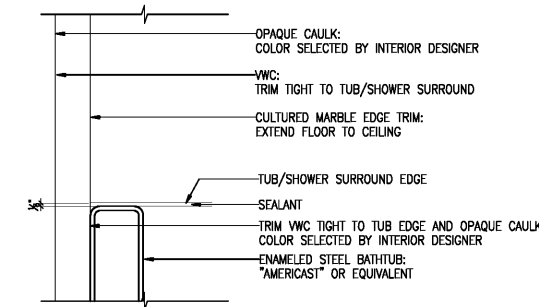 OPAQUE CAULK:
COLOR SELECTED BY INTERIOR DESIGNER
VWC:
TRIM TIGHT TO TUB/SHOWER SURROUND
CULTURED MARBLE EDGE TRIM:
EXTEND FLOOR TO CEILING
TUB/SHOWER SURROUND EDGE
SEALANT
TRIM VWC TIGHT TO TUB EDGE AND OPAQUE CAULK
COLOR SELECTED BY INTERIOR DESIGNER
ENAMELED STEEL BATHTUB:
"AMERICAST" OR EQUIVALENT